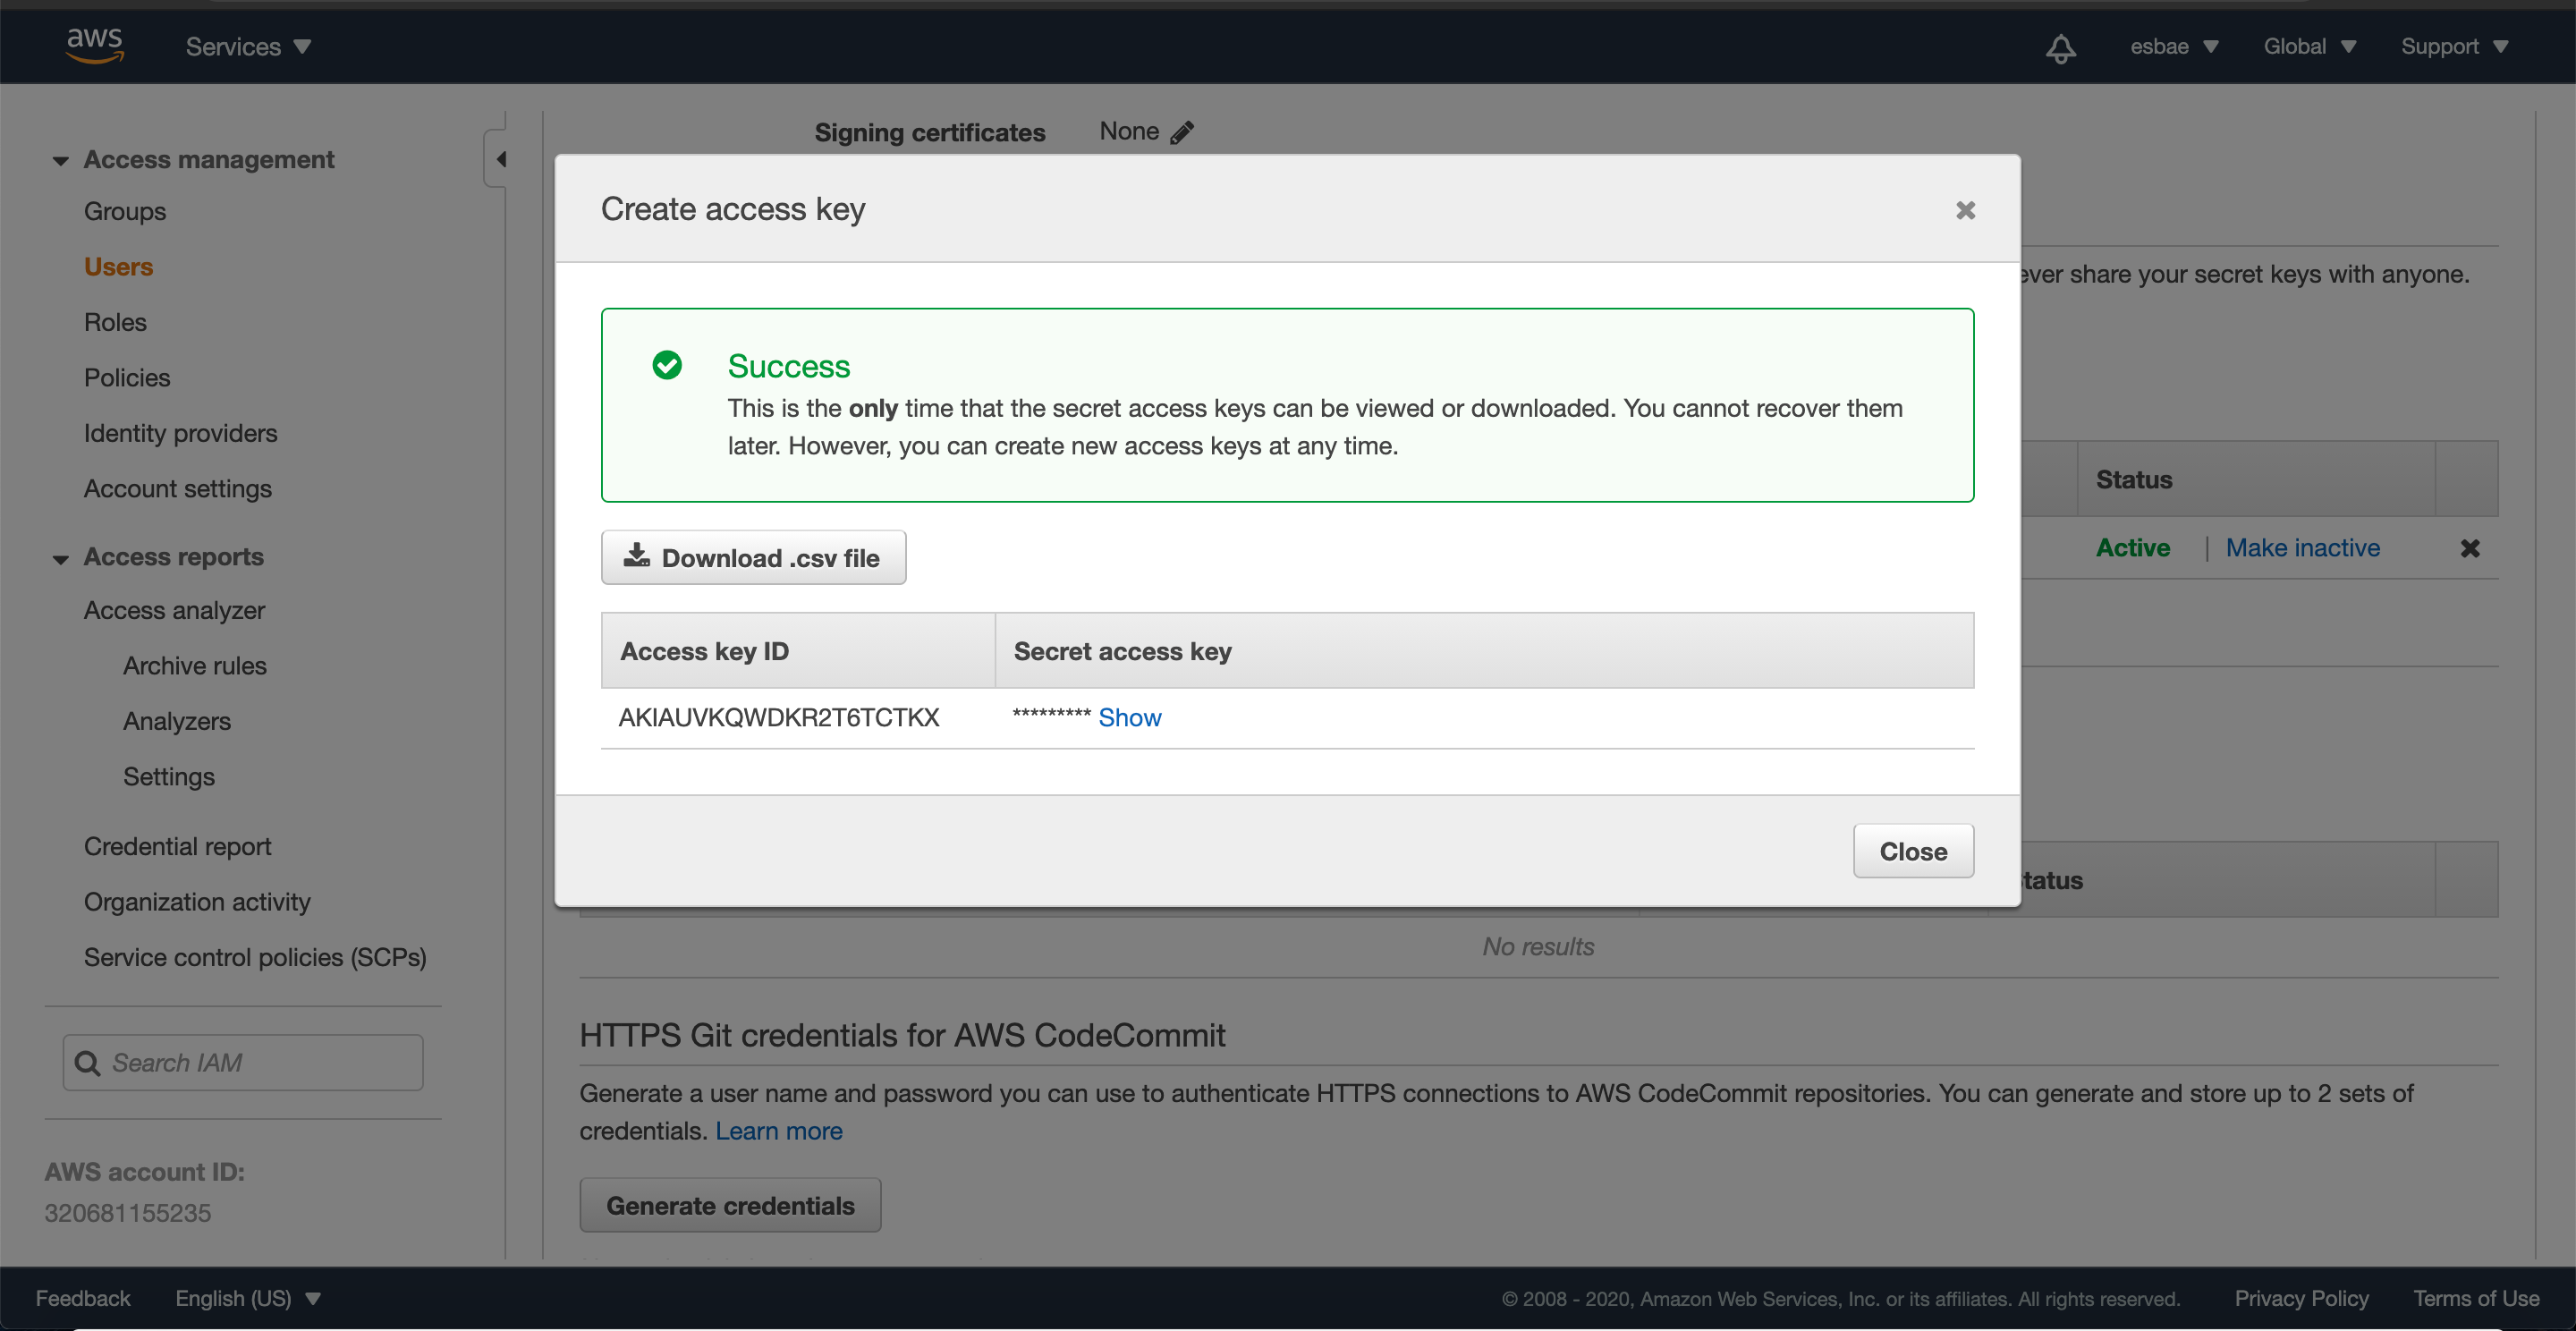 aws
Services
esbae
Global
Support
Access management
Groups
Users
Roles
Policies
Identity providers
Account settings
Access reports
Access analyzer
Archive rules
Analyzers
Settings
Credential report
Organization activity
Service control policies (SCPs)
Search IAM
AWS account ID:
320681155235
Signing certificates None
ever share your secret keys with anyone.
Status
Active | Make inactive
Create access key
Success
This is the only time that the secret access keys can be viewed or downloaded. You cannot recover them
later. However, you can create new access keys at any time.
Download .csv file
Access key ID Secret access key
AKIAUVKQWDKR2T6TCTKX ********* Show
Close
tatus
No results
HTTPS Git credentials for AWS CodeCommit
Generate a user name and password you can use to authenticate HTTPS connections to AWS CodeCommit repositories. You can generate and store up to 2 sets of
credentials. Learn more
Generate credentials
Feedback
English (US)
© 2008 - 2020, Amazon Web Services, Inc. or its affiliates. All rights reserved.
Privacy Policy
Terms of Use